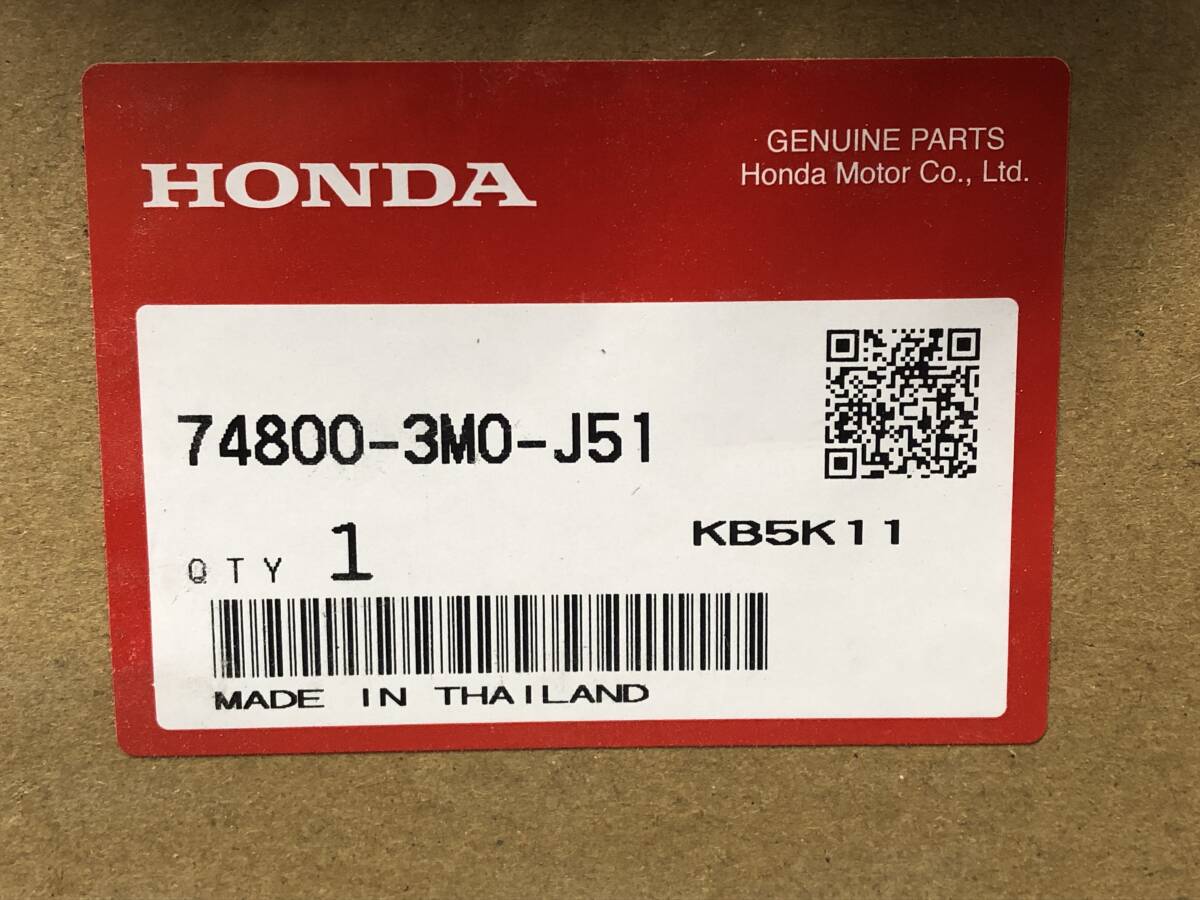 HONDA
GENUINE PARTS
Honda Motor Co., Ltd.
74800-3M0-J51
QTY 1
KB5K11
MADE IN THAILAND